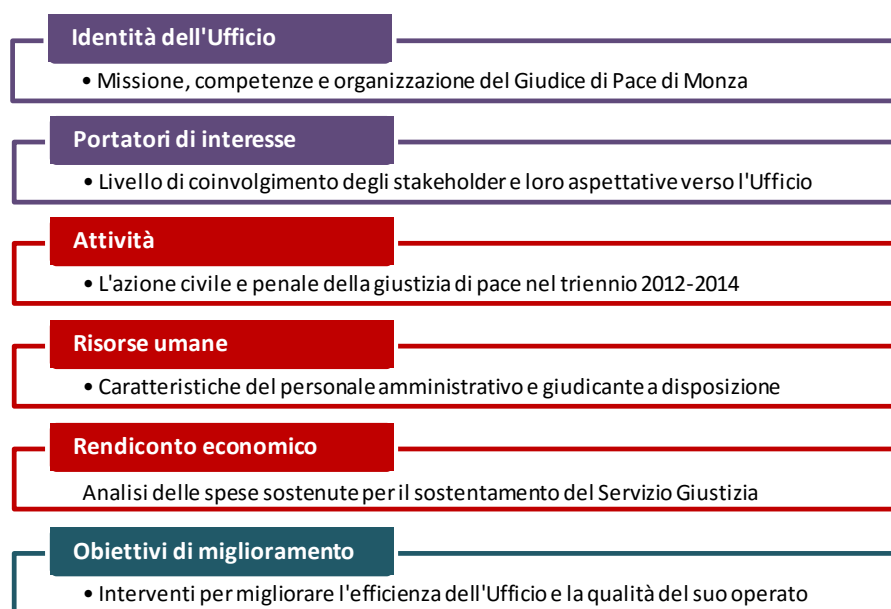 Identità dell'Ufficio
• Missione, competenze e organizzazione del Giudice di Pace di Monza
Portatori di interesse
• Livello di coinvolgimento degli stakeholder e loro aspettative verso l'Ufficio
Attività
• L'azione civile e penale della giustizia di pace nel triennio 2012-2014
Risorse umane
• Caratteristiche del personale amministrativo e giudicante a disposizione
Rendiconto economico
Analisi delle spese sostenute per il sostentamento del Servizio Giustizia
Obiettivi di miglioramento
• Interventi per migliorare l'efficienza dell'Ufficio e la qualità del suo operato